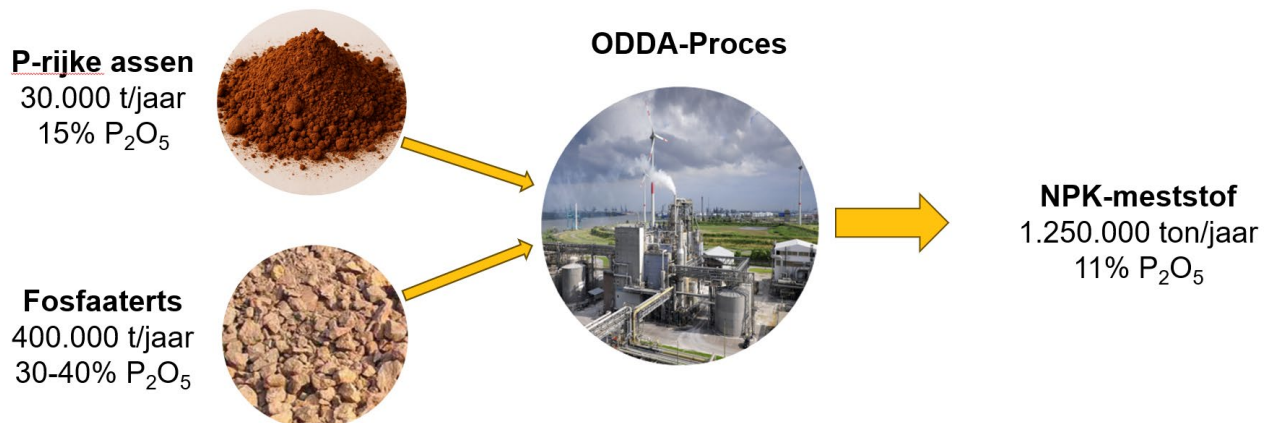 P-rijke assen
30.000 t/jaar
15% P₂O₅
Fosfaaterts
400.000 t/jaar
30-40% P₂O₅
ODDA-Proces
NPK-meststof
1.250.000 ton/jaar
11% P₂O₅